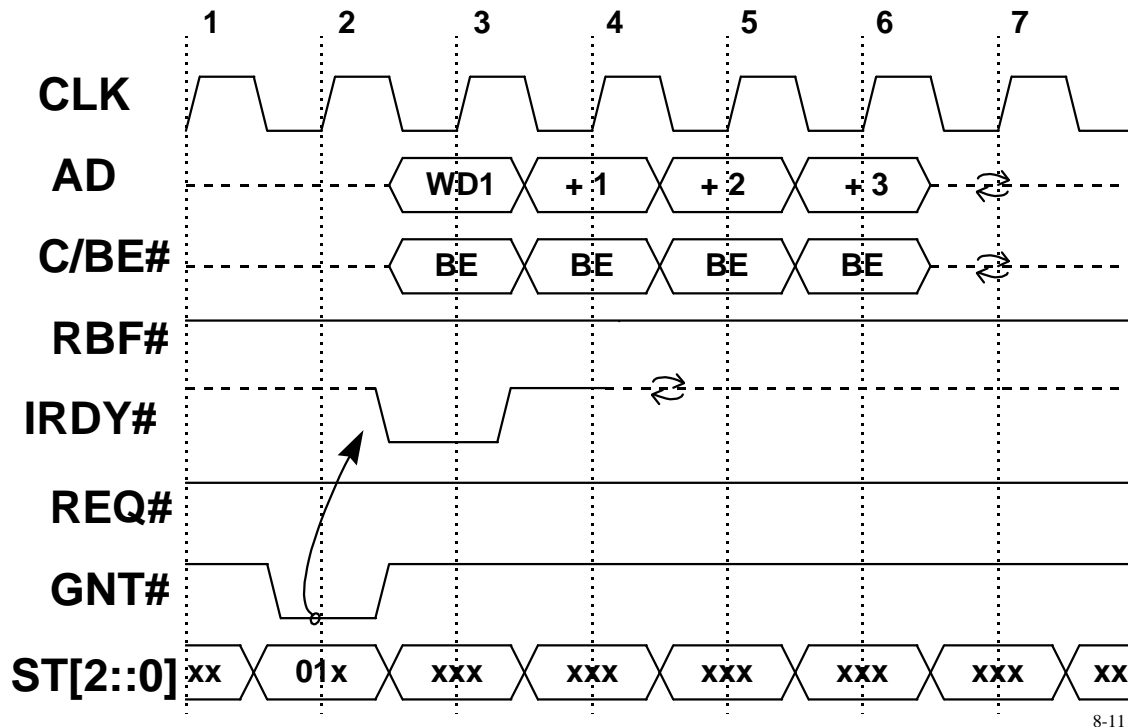 1 2 3 4 5 6 7
CLK
AD WD1 + 1 + 2 + 3
C/BE# BE BE BE BE
RBF#
IRDY#
REQ#
GNT#
ST[2::0] xx 01x xxx xxx xxx xxx xxx xx
8-11